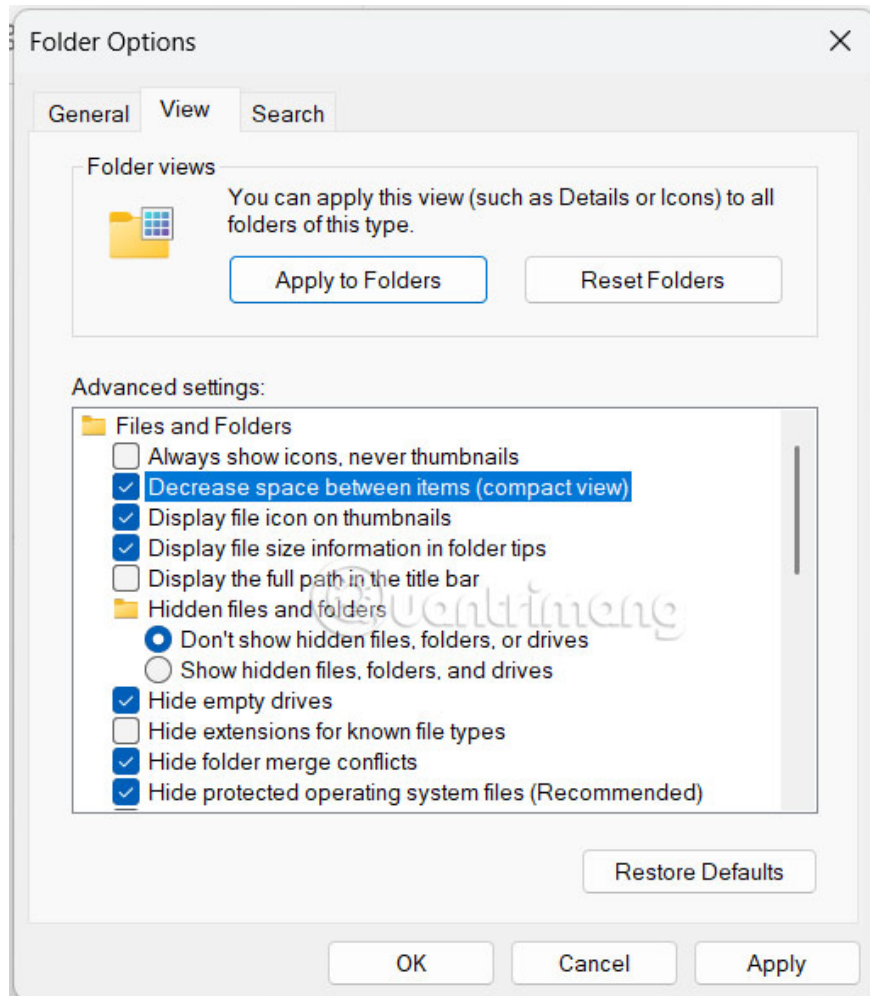 Folder Options
General View Search
Folder views
You can apply this view (such as Details or Icons) to all
folders of this type.
Apply to Folders Reset Folders
Advanced settings:
Files and Folders
Always show icons, never thumbnails
Decrease space between items (compact view)
Display file icon on thumbnails
Display file size information in folder tips
Display the full path in the title bar
Hidden files and folders
Quantrimang
Don't show hidden files, folders, or drives
Show hidden files, folders, and drives
Hide empty drives
Hide extensions for known file types
Hide folder merge conflicts
Hide protected operating system files (Recommended)
Restore Defaults
OK Cancel Apply